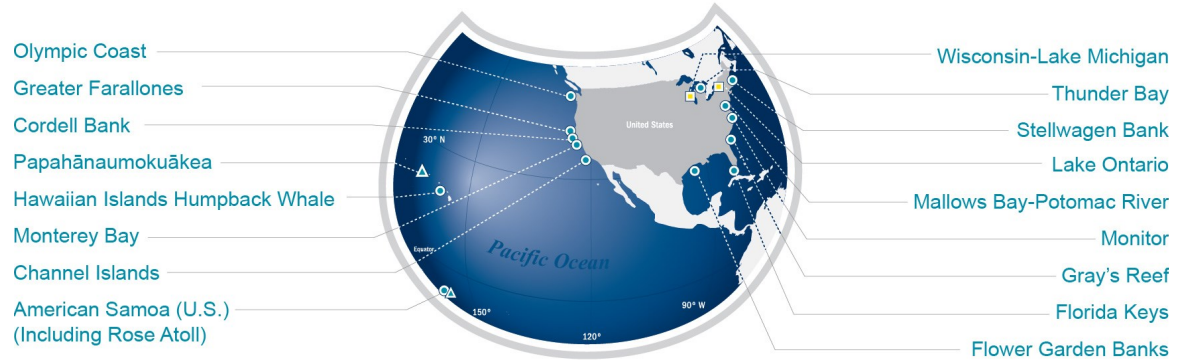 Olympic Coast
Greater Farallones
Cordell Bank
Papahānaumokuākea
Hawaiian Islands Humpback Whale
Monterey Bay
Channel Islands
American Samoa (U.S.)
(Including Rose Atoll)
30° N
Equator
150°
120°
90° W
United States
Pacific Ocean
Wisconsin-Lake Michigan
Thunder Bay
Stellwagen Bank
Lake Ontario
Mallows Bay-Potomac River
Monitor
Gray's Reef
Florida Keys
Flower Garden Banks